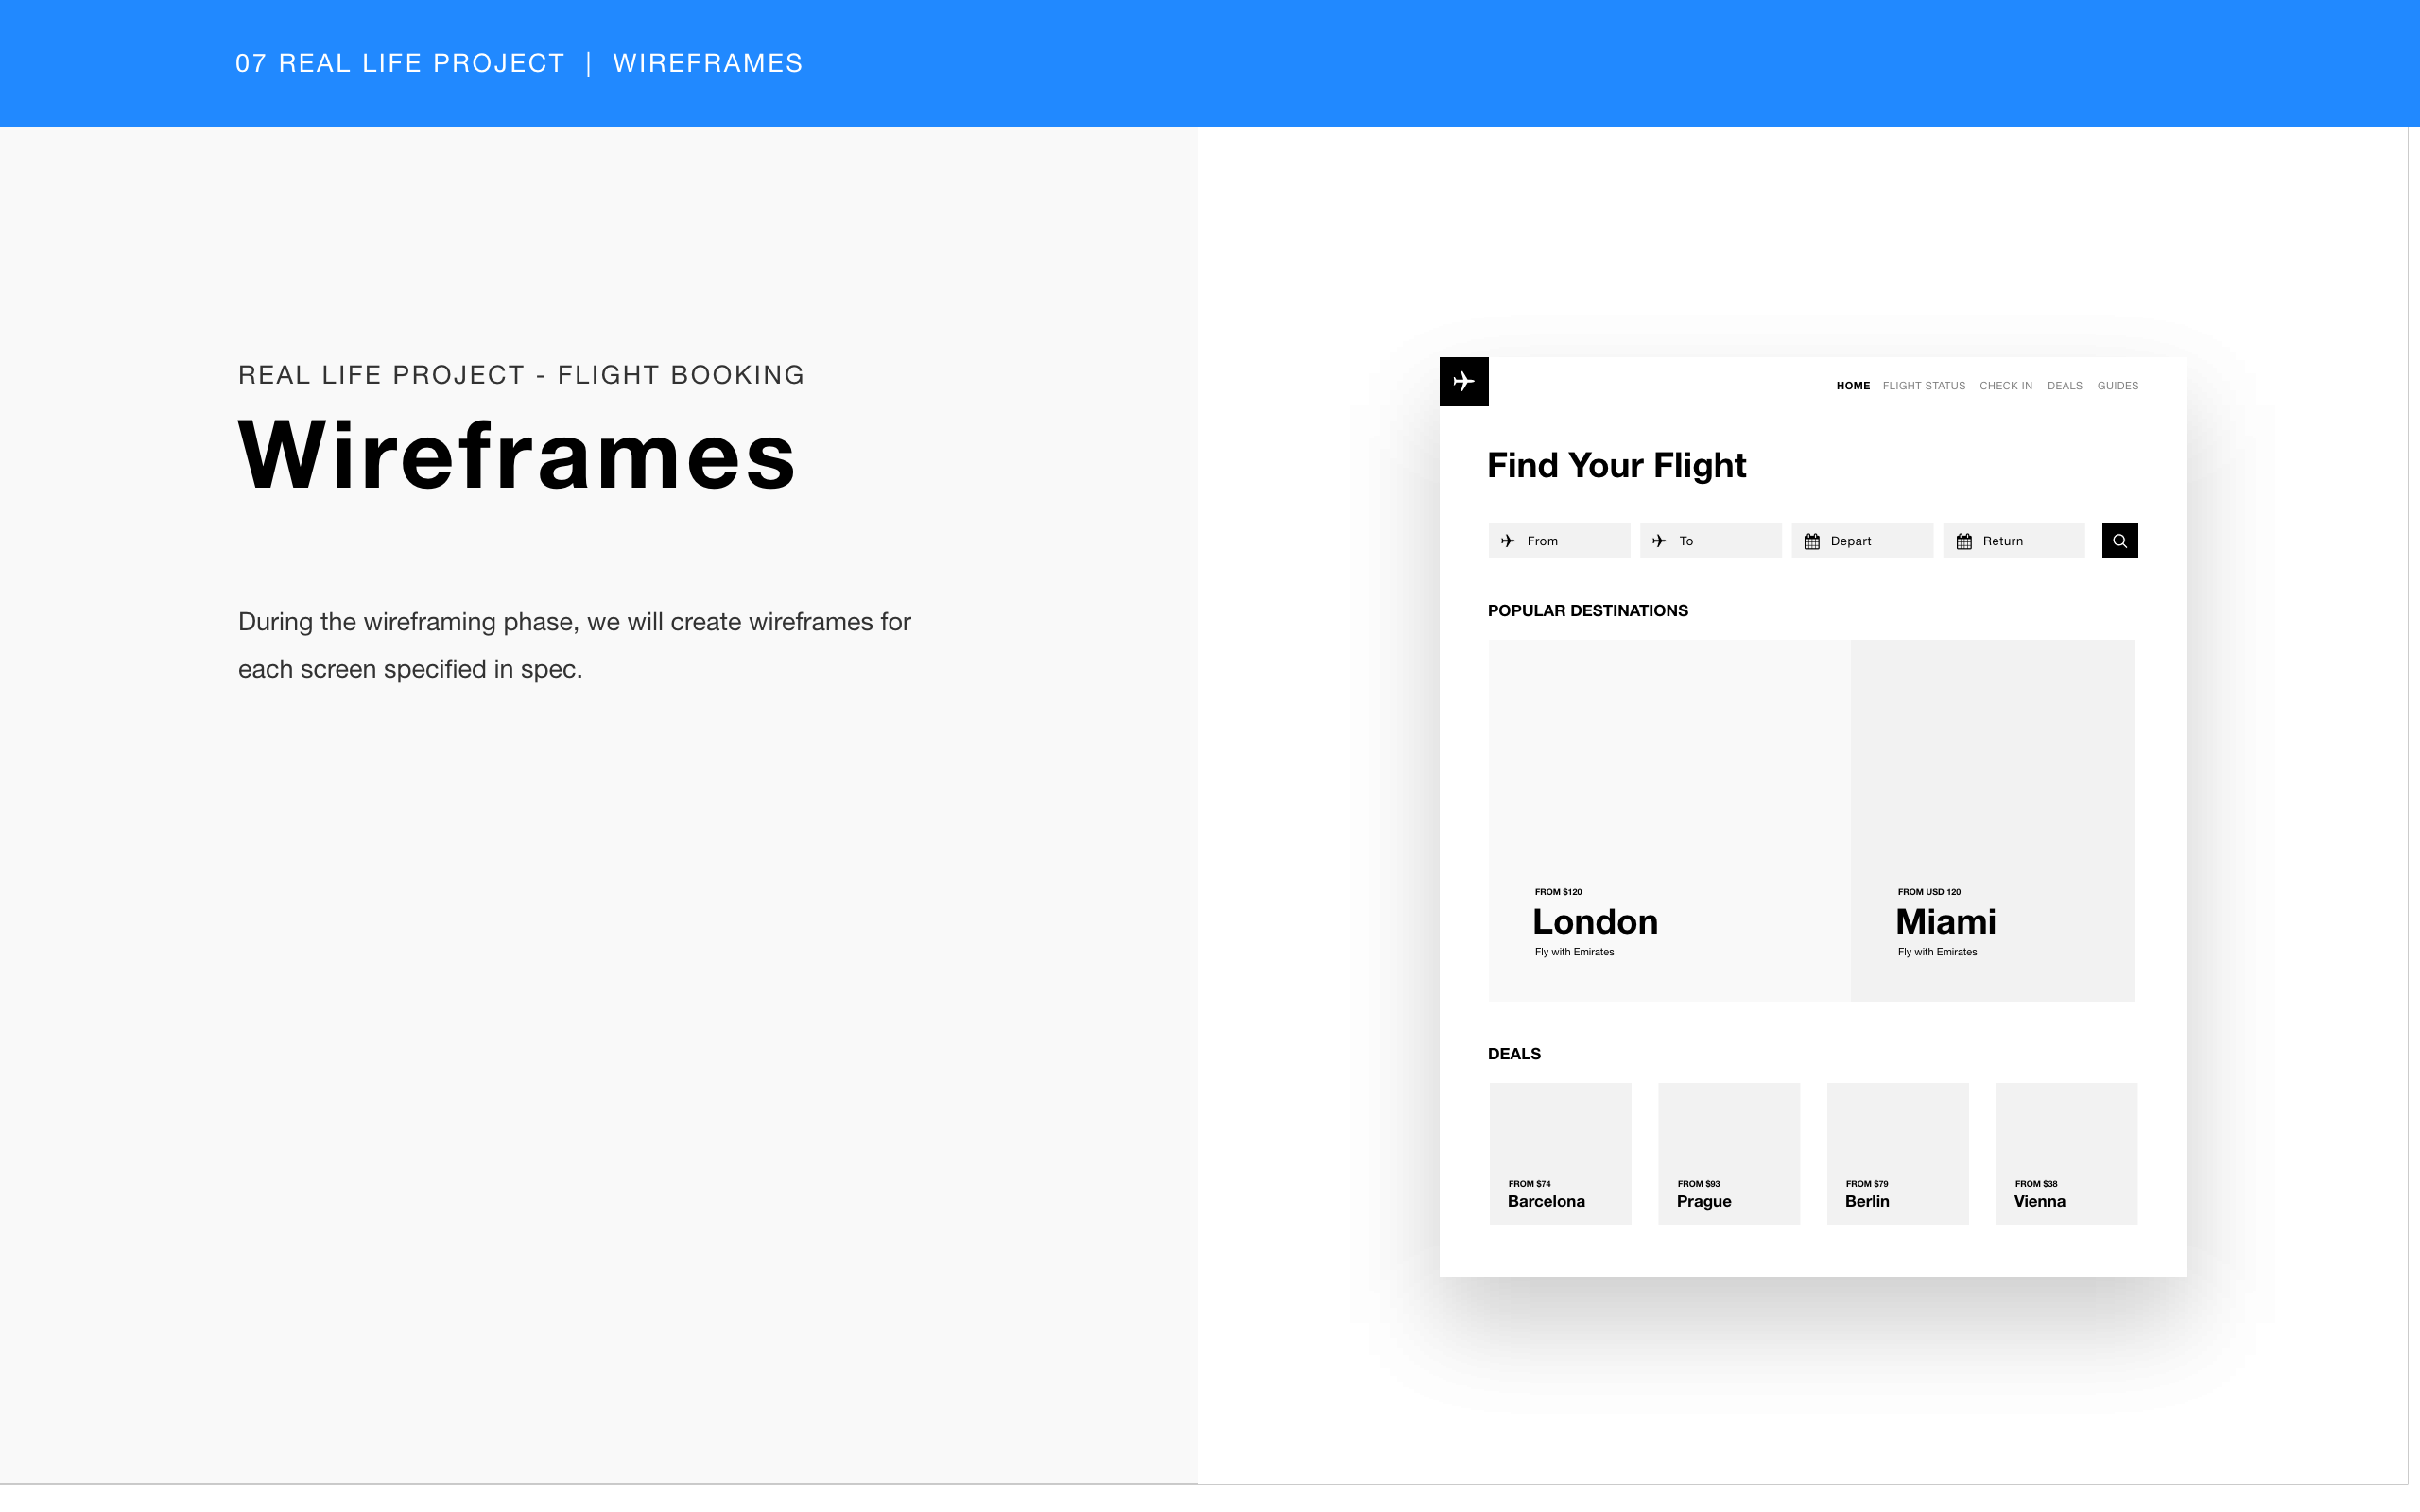 07 REAL LIFE PROJECT | WIREFRAMES
REAL LIFE PROJECT - FLIGHT BOOKING
Wireframes
During the wireframing phase, we will create wireframes for
each screen specified in spec.
HOME FLIGHT STATUS CHECK IN DEALS GUIDES
Find Your Flight
From To Depart Return
POPULAR DESTINATIONS
FROM $120
London
Fly with Emirates
FROM USD 120
Miami
Fly with Emirates
DEALS
FROM $74
Barcelona
FROM $93
Prague
FROM $79
Berlin
FROM $38
Vienna